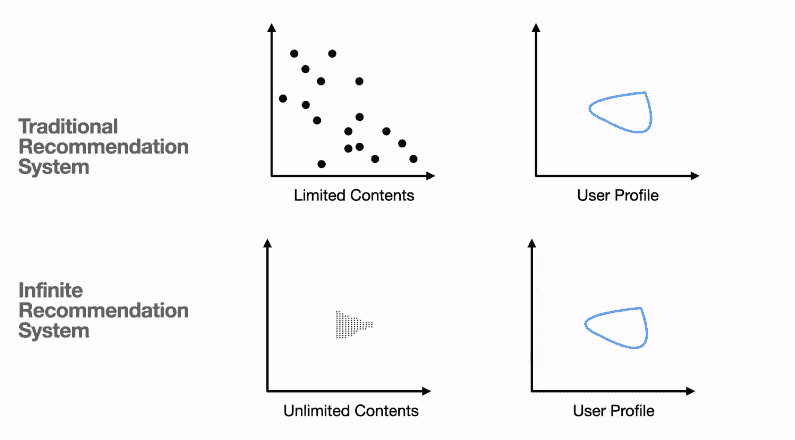 Traditional
Recommendation
System
Limited Contents
User Profile
Infinite
Recommendation
System
Unlimited Contents
User Profile